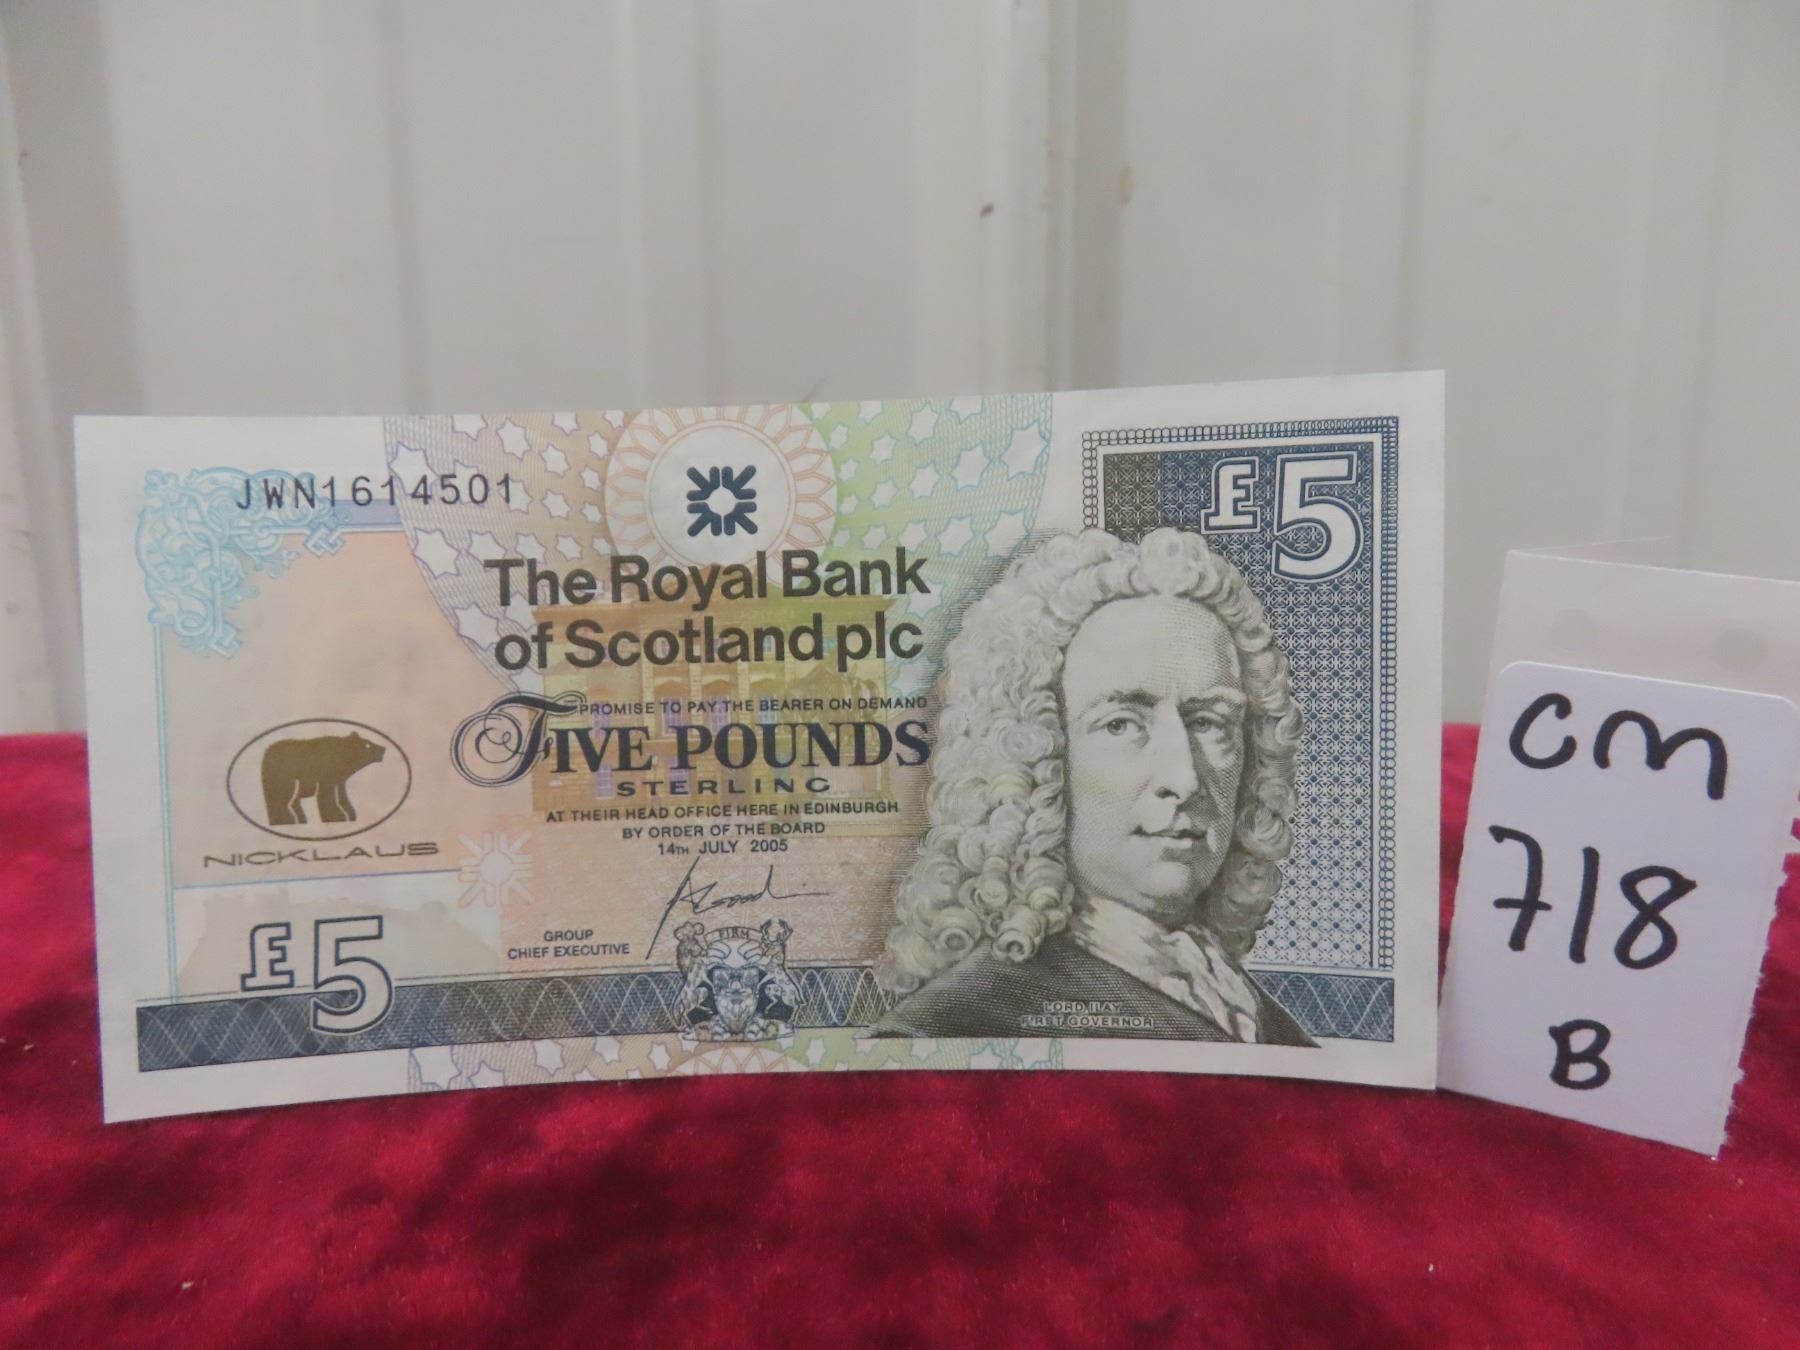 JWN1614501
£5
The Royal Bank
of Scotland plc
PROMISE TO PAY THE BEARER ON DEMAND
FIVE POUNDS
STERLING
AT THEIR HEAD OFFICE HERE IN EDINBURGH
BY ORDER OF THE BOARD
14TH JULY 2005
NICKLAUS
GROUP
CHIEF EXECUTIVE
£5
FIRM
LORD ILAY
FIRST GOVERNOR
CM
718
B